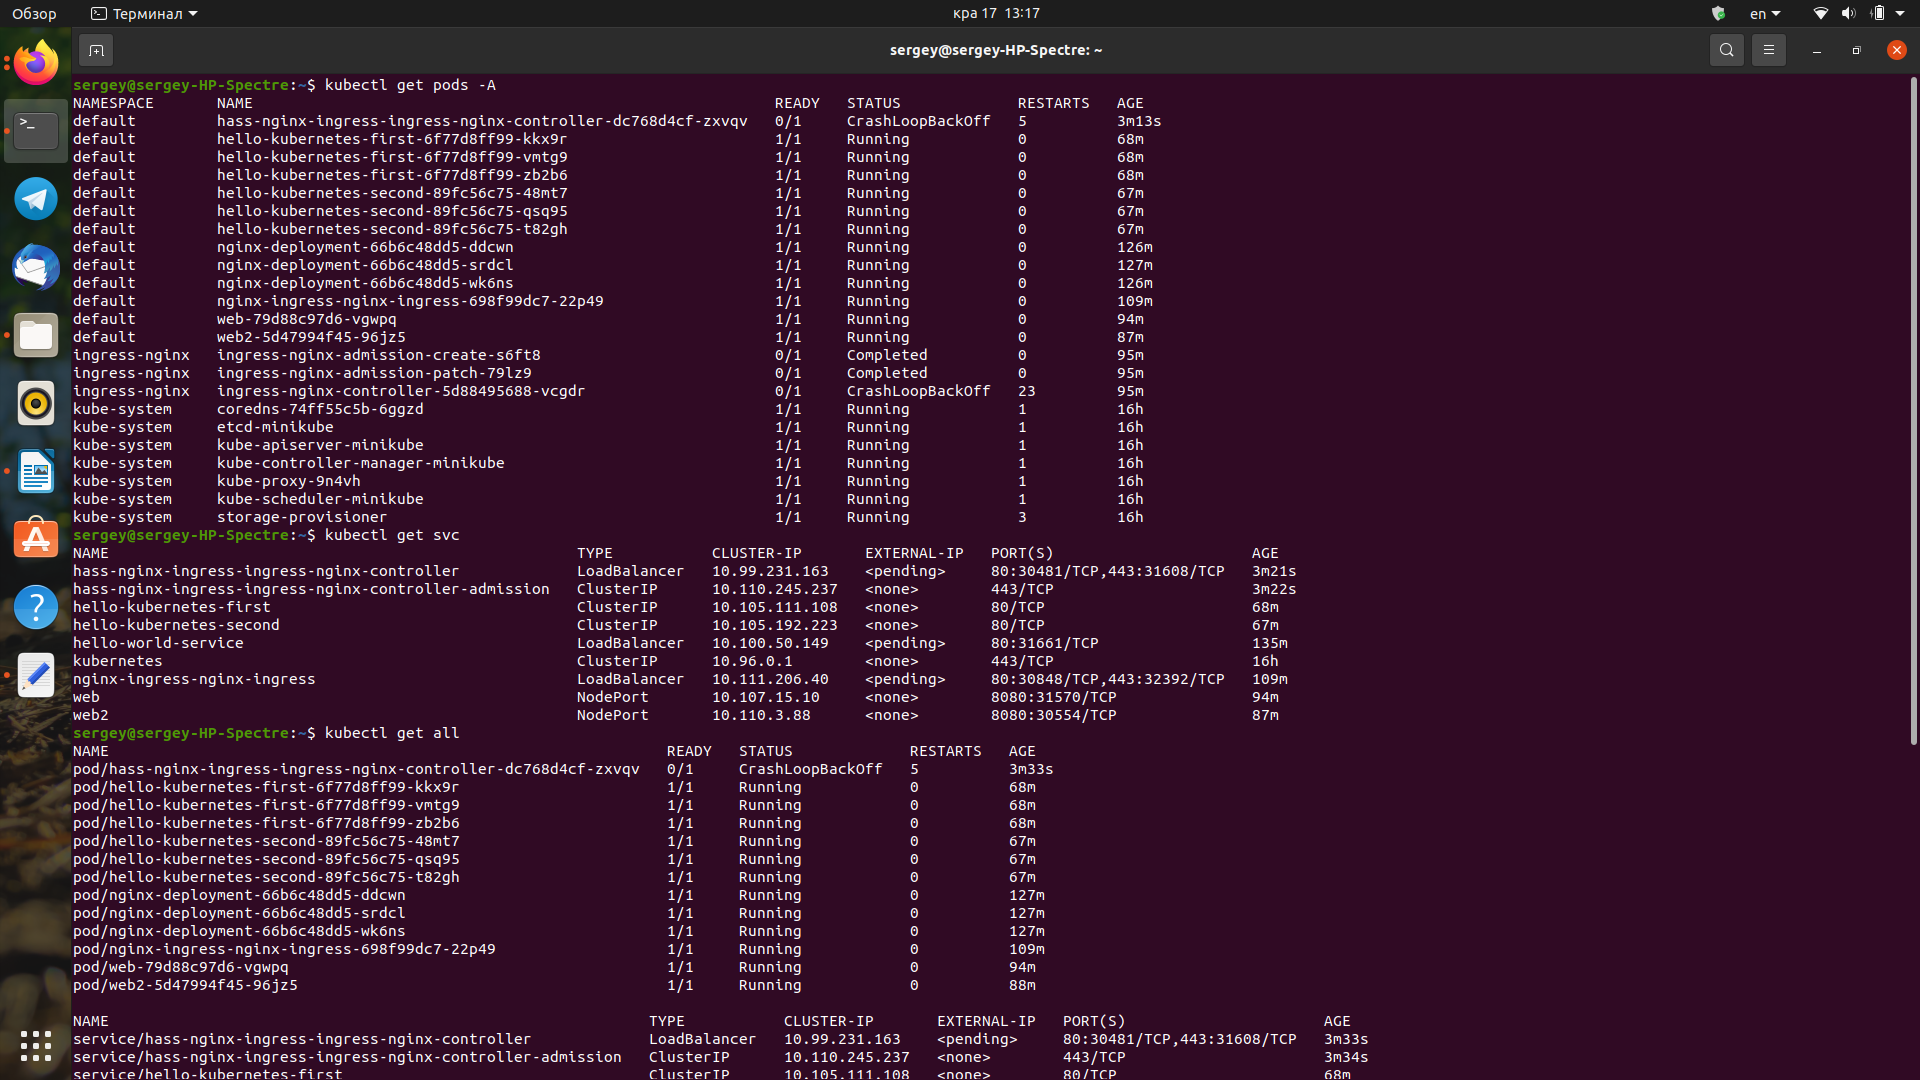 Обзор Терминал кра 17 13:17 en
sergey@sergey-HP-Spectre: ~
sergey@sergey-HP-Spectre:~$ kubectl get pods -A
NAMESPACE NAME READY STATUS RESTARTS AGE
default hass-nginx-ingress-ingress-nginx-controller-dc768d4cf-zxvqv 0/1 CrashLoopBackOff 5 3m13s
default hello-kubernetes-first-6f77d8ff99-kkx9r 1/1 Running 0 68m
default hello-kubernetes-first-6f77d8ff99-vmtg9 1/1 Running 0 68m
default hello-kubernetes-first-6f77d8ff99-zb2b6 1/1 Running 0 68m
default hello-kubernetes-second-89fc56c75-48mt7 1/1 Running 0 67m
default hello-kubernetes-second-89fc56c75-qsq95 1/1 Running 0 67m
default hello-kubernetes-second-89fc56c75-t82gh 1/1 Running 0 67m
default nginx-deployment-66b6c48dd5-ddcwn 1/1 Running 0 126m
default nginx-deployment-66b6c48dd5-srdcl 1/1 Running 0 127m
default nginx-deployment-66b6c48dd5-wk6ns 1/1 Running 0 126m
default nginx-ingress-nginx-ingress-698f99dc7-22p49 1/1 Running 0 109m
default web-79d88c97d6-vgwpq 1/1 Running 0 94m
default web2-5d47994f45-96jz5 1/1 Running 0 87m
ingress-nginx ingress-nginx-admission-create-s6ft8 0/1 Completed 0 95m
ingress-nginx ingress-nginx-admission-patch-79lz9 0/1 Completed 0 95m
ingress-nginx ingress-nginx-controller-5d88495688-vcgdr 0/1 CrashLoopBackOff 23 95m
kube-system coredns-74ff55c5b-6ggzd 1/1 Running 1 16h
kube-system etcd-minikube 1/1 Running 1 16h
kube-system kube-apiserver-minikube 1/1 Running 1 16h
kube-system kube-controller-manager-minikube 1/1 Running 1 16h
kube-system kube-proxy-9n4vh 1/1 Running 1 16h
kube-system kube-scheduler-minikube 1/1 Running 1 16h
kube-system storage-provisioner 1/1 Running 3 16h
sergey@sergey-HP-Spectre:~$ kubectl get svc
NAME TYPE CLUSTER-IP EXTERNAL-IP PORT(S) AGE
hass-nginx-ingress-ingress-nginx-controller LoadBalancer 10.99.231.163 <pending> 80:30481/TCP,443:31608/TCP 3m21s
hass-nginx-ingress-ingress-nginx-controller-admission ClusterIP 10.110.245.237 <none> 443/TCP 3m22s
hello-kubernetes-first ClusterIP 10.105.111.108 <none> 80/TCP 68m
hello-kubernetes-second ClusterIP 10.105.192.223 <none> 80/TCP 67m
hello-world-service LoadBalancer 10.100.50.149 <pending> 80:31661/TCP 135m
kubernetes ClusterIP 10.96.0.1 <none> 443/TCP 16h
nginx-ingress-nginx-ingress LoadBalancer 10.111.206.40 <pending> 80:30848/TCP,443:32392/TCP 109m
web NodePort 10.107.15.10 <none> 8080:31570/TCP 94m
web2 NodePort 10.110.3.88 <none> 8080:30554/TCP 87m
sergey@sergey-HP-Spectre:~$ kubectl get all
NAME READY STATUS RESTARTS AGE
pod/hass-nginx-ingress-ingress-nginx-controller-dc768d4cf-zxvqv 0/1 CrashLoopBackOff 5 3m33s
pod/hello-kubernetes-first-6f77d8ff99-kkx9r 1/1 Running 0 68m
pod/hello-kubernetes-first-6f77d8ff99-vmtg9 1/1 Running 0 68m
pod/hello-kubernetes-first-6f77d8ff99-zb2b6 1/1 Running 0 68m
pod/hello-kubernetes-second-89fc56c75-48mt7 1/1 Running 0 67m
pod/hello-kubernetes-second-89fc56c75-qsq95 1/1 Running 0 67m
pod/hello-kubernetes-second-89fc56c75-t82gh 1/1 Running 0 67m
pod/nginx-deployment-66b6c48dd5-ddcwn 1/1 Running 0 127m
pod/nginx-deployment-66b6c48dd5-srdcl 1/1 Running 0 127m
pod/nginx-deployment-66b6c48dd5-wk6ns 1/1 Running 0 127m
pod/nginx-ingress-nginx-ingress-698f99dc7-22p49 1/1 Running 0 109m
pod/web-79d88c97d6-vgwpq 1/1 Running 0 94m
pod/web2-5d47994f45-96jz5 1/1 Running 0 88m
NAME TYPE CLUSTER-IP EXTERNAL-IP PORT(S) AGE
service/hass-nginx-ingress-ingress-nginx-controller LoadBalancer 10.99.231.163 <pending> 80:30481/TCP,443:31608/TCP 3m33s
service/hass-nginx-ingress-ingress-nginx-controller-admission ClusterIP 10.110.245.237 <none> 443/TCP 3m34s
service/hello-kubernetes-first ClusterIP 10.105.111.108 <none> 80/TCP 68m